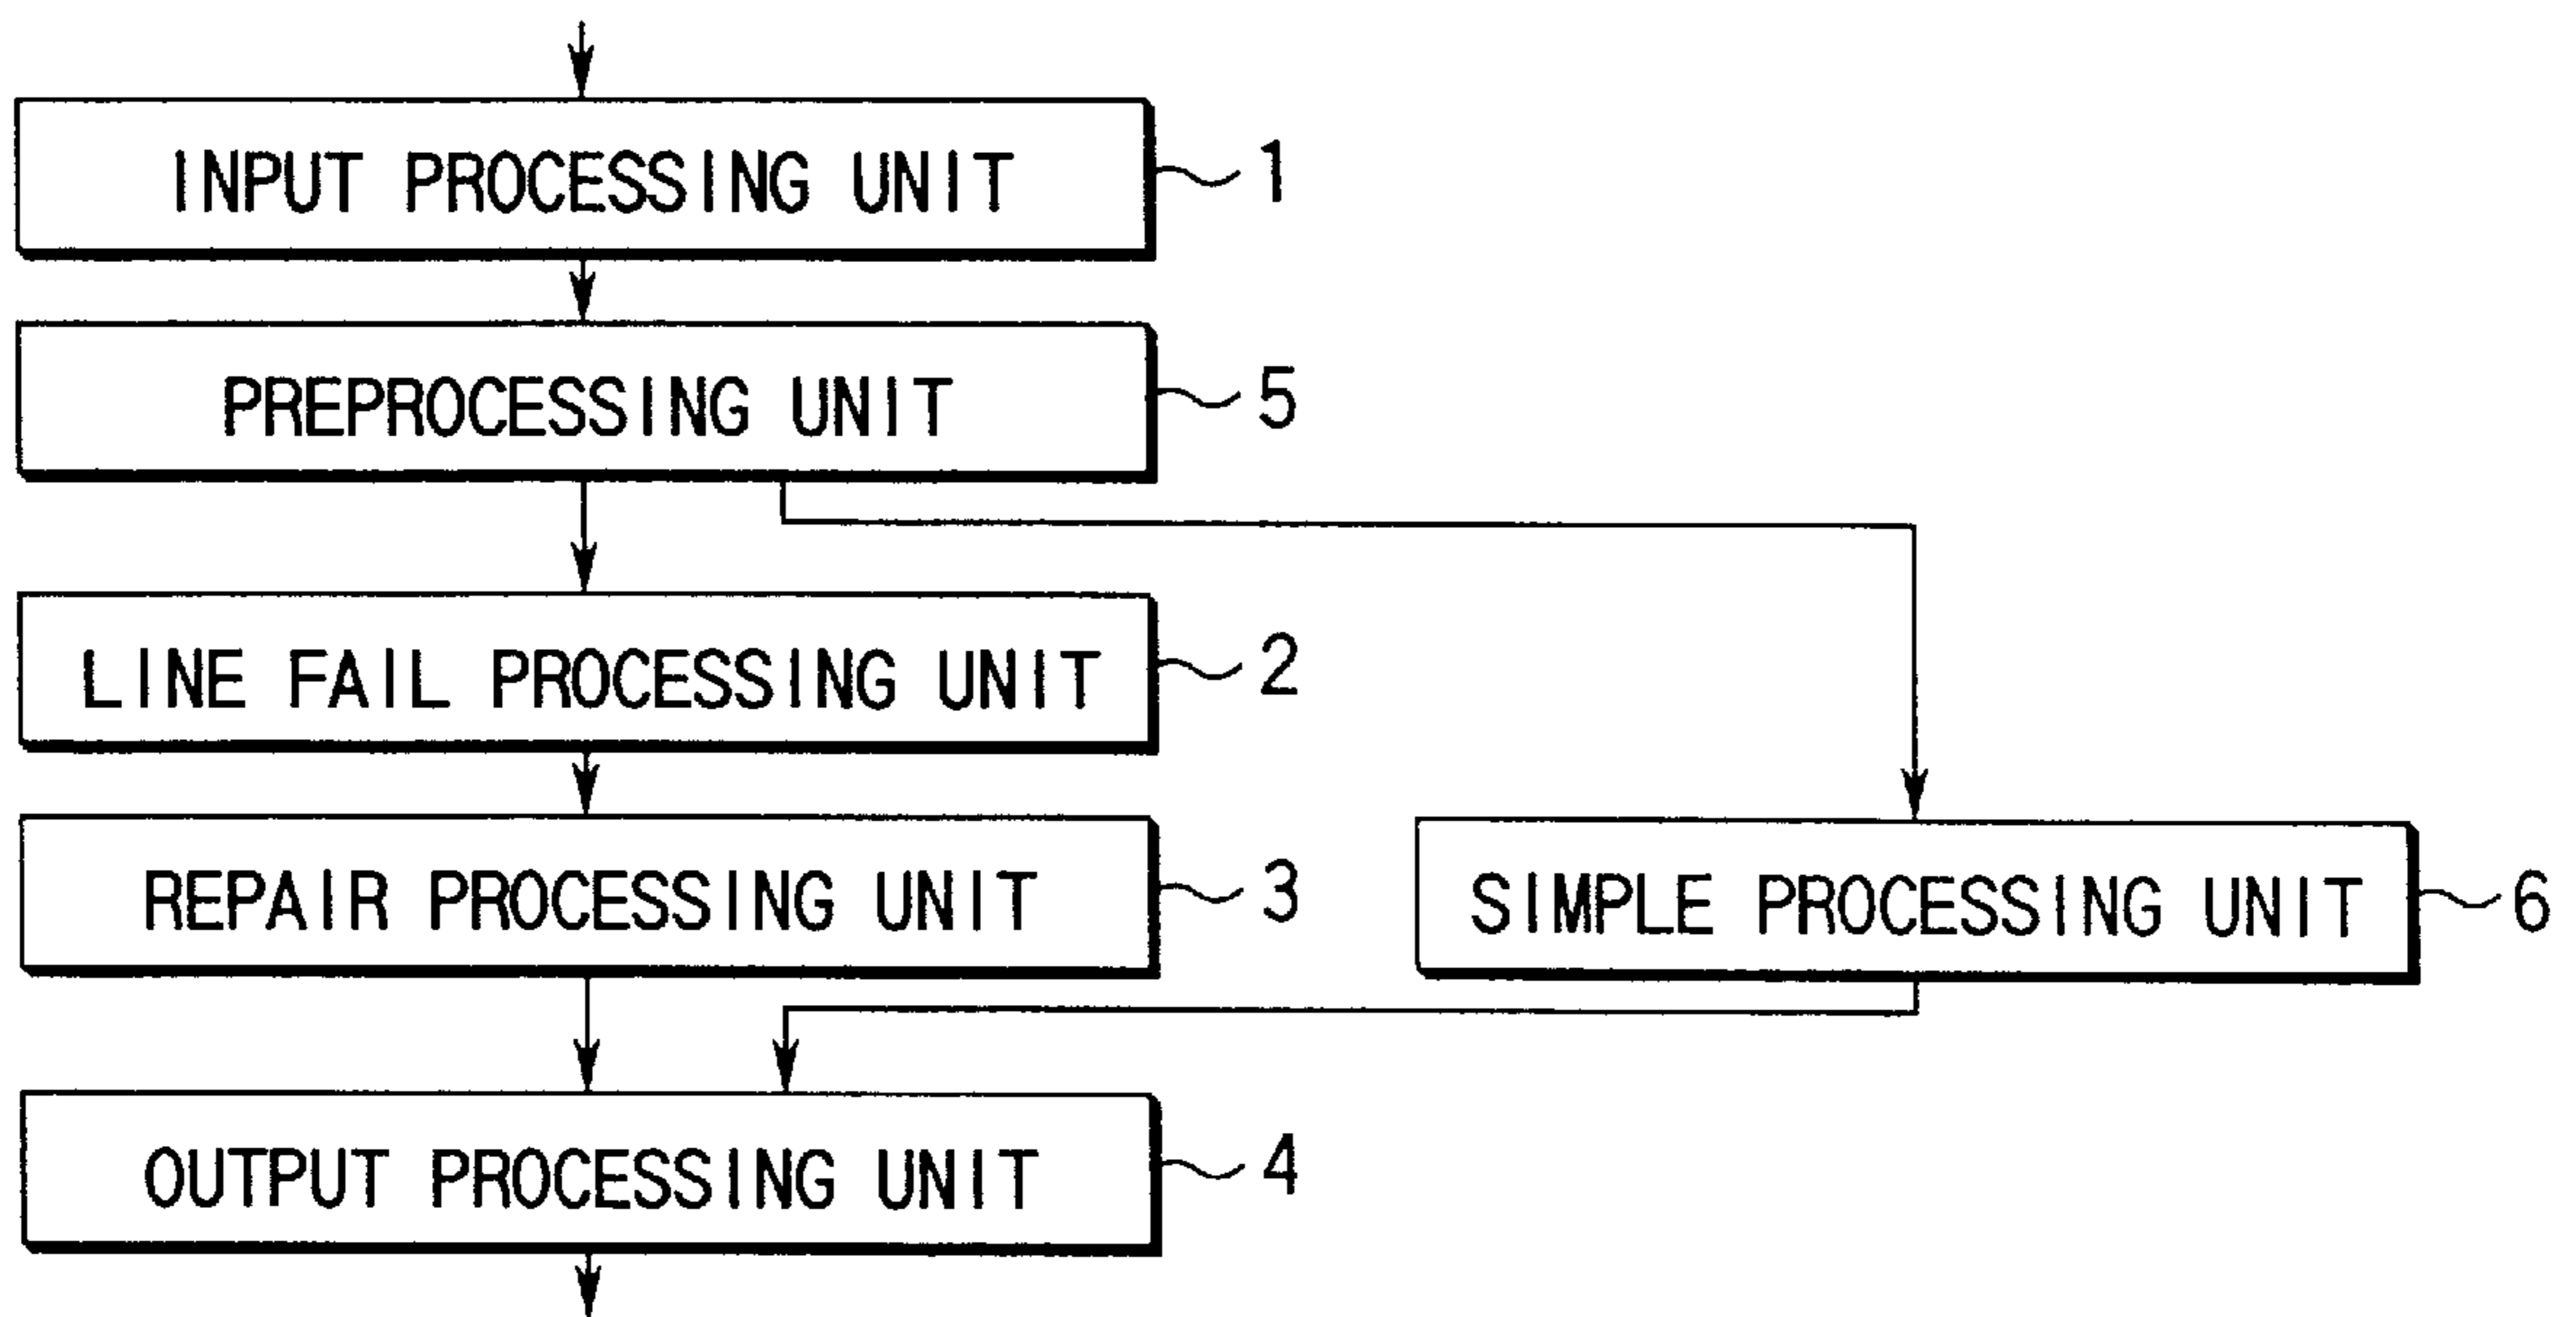 INPUT PROCESSING UNIT 1
PREPROCESSING UNIT 5
LINE FAIL PROCESSING UNIT 2
REPAIR PROCESSING UNIT 3
SIMPLE PROCESSING UNIT 6
OUTPUT PROCESSING UNIT 4